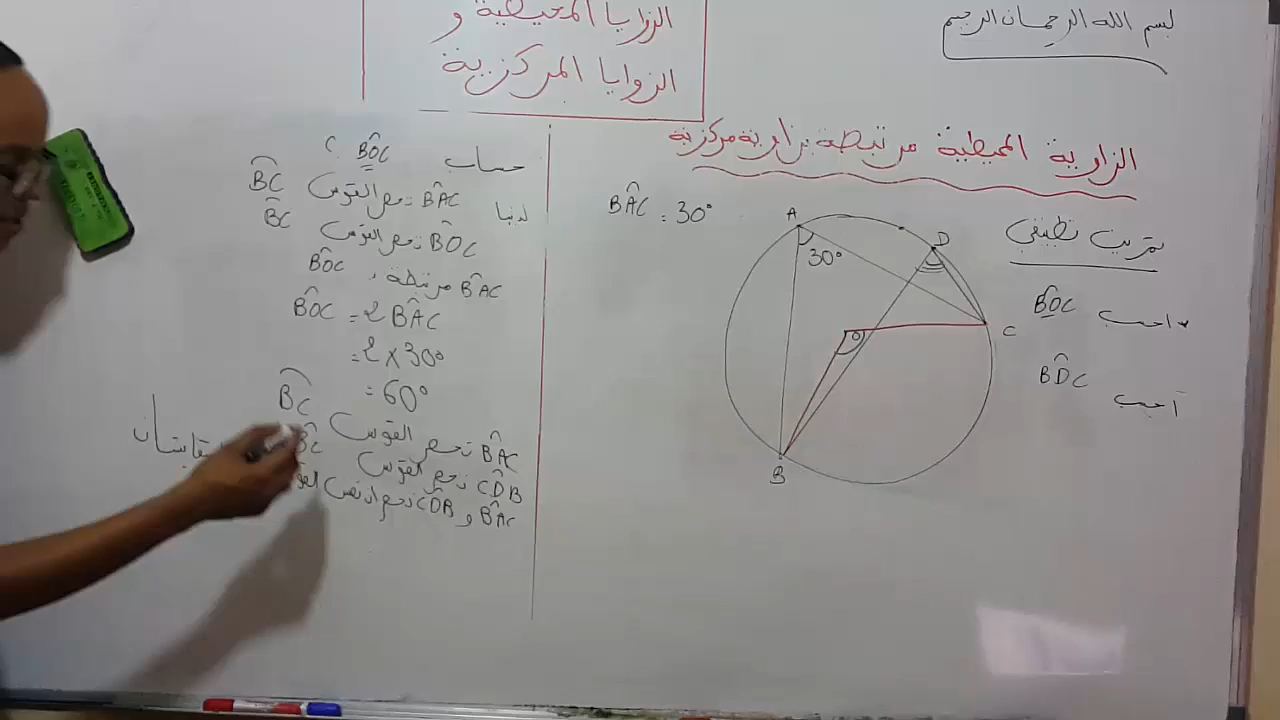 بسم الله الرحمان الرحيم
الزوايا المحيطية و
الزوايا المركزية
الزاوية المحيطية مرتبطة بزاوية مركزية
تمرين تطبيقي
احسب BÔC
أحسب BD̂C
BÂC = 30°
A
D
30°
O
C
B
حساب BÔC
لدينا BÂC تحصر القوس BC
BÔC تحصر القوس BC
BÂC مرتبطة بـ BÔC
BÔC = 2 BÂC
= 2 × 30°
= 60°
BÂC تحصر القوس BC
CD̂B تحصر القوس BC
BÂC و CD̂B تحصران نفس